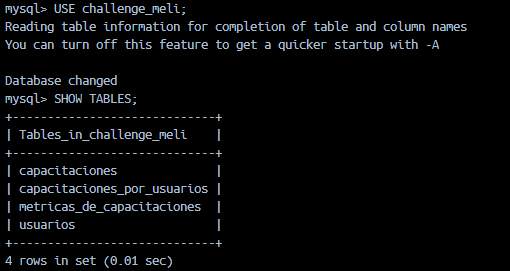 mysql> USE challenge_meli;
Reading table information for completion of table and column names
You can turn off this feature to get a quicker startup with -A

Database changed
mysql> SHOW TABLES;
+-----------------------------+
| Tables_in_challenge_meli    |
+-----------------------------+
| capacitaciones              |
| capacitaciones_por_usuarios |
| metricas_de_capacitaciones  |
| usuarios                    |
+-----------------------------+
4 rows in set (0.01 sec)